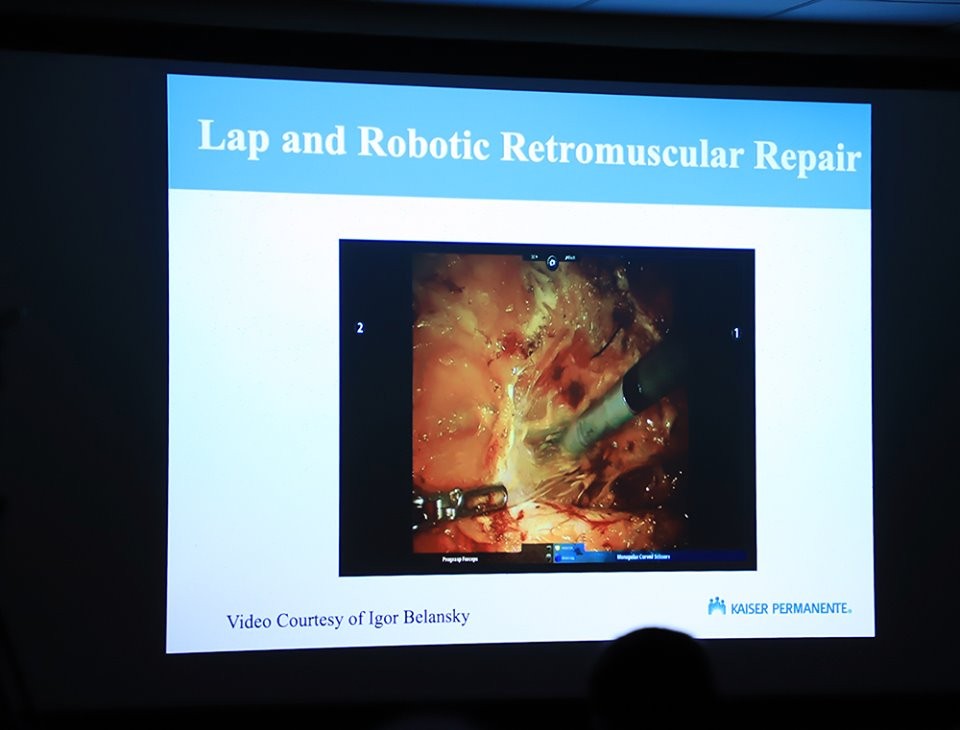 Lap and Robotic Retromuscular Repair
2
1
Prograsp Forceps
Monopolar Curved Scissors
Video Courtesy of Igor Belansky
KAISER PERMANENTE®